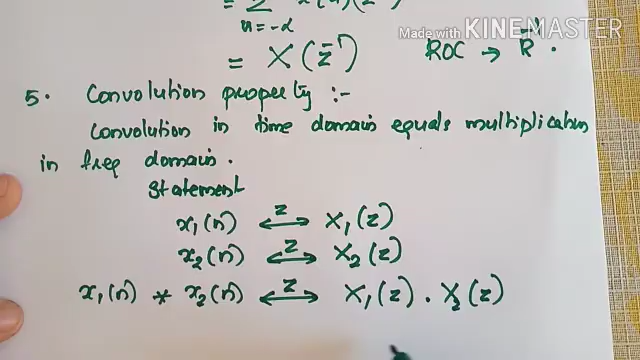 = Σ
n = -∞
= X(z⁻¹) ROC → R⁻¹.
Made with KINEMASTER
5. Convolution property :-
Convolution in time domain equals multiplication
in freq domain.
Statement
x₁(n) ⟷ᶻ X₁(z)
x₂(n) ⟷ᶻ X₂(z)
x₁(n) * x₂(n) ⟷ᶻ X₁(z) . X₂(z)